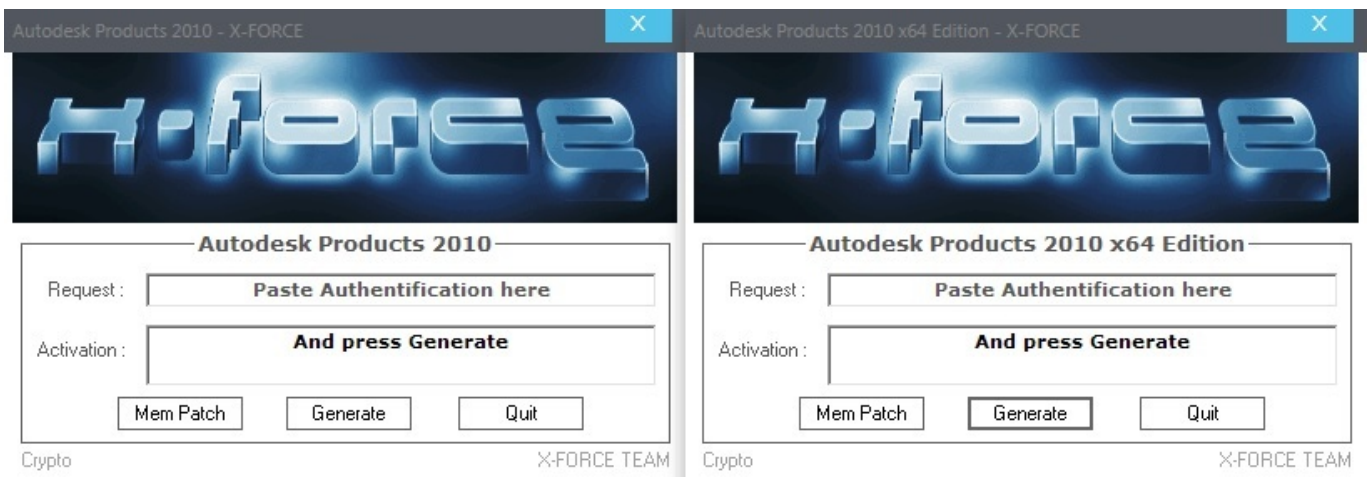 Autodesk Products 2010 - X-FORCE
X
x-force
Autodesk Products 2010
Request :
Paste Authentification here
Activation :
And press Generate
Mem Patch
Generate
Quit
Crypto
X-FORCE TEAM
Autodesk Products 2010 x64 Edition - X-FORCE
X
x-force
Autodesk Products 2010 x64 Edition
Request :
Paste Authentification here
Activation :
And press Generate
Mem Patch
Generate
Quit
Crypto
X-FORCE TEAM